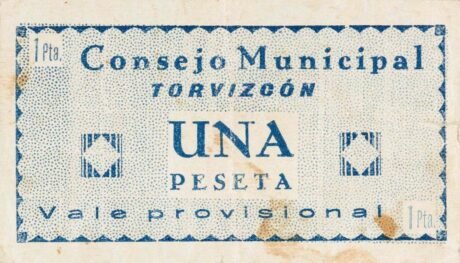 1 Pta.
Consejo Municipal
TORVIZCÓN
UNA
PESETA
Vale provisional
1 Pta